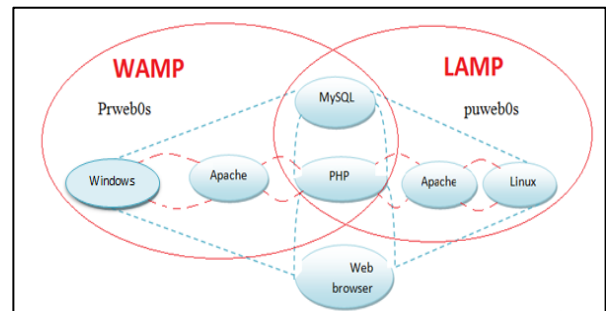 WAMP
LAMP
Prweb0s
puweb0s
MySQL
Windows
Apache
PHP
Apache
Linux
Web
browser